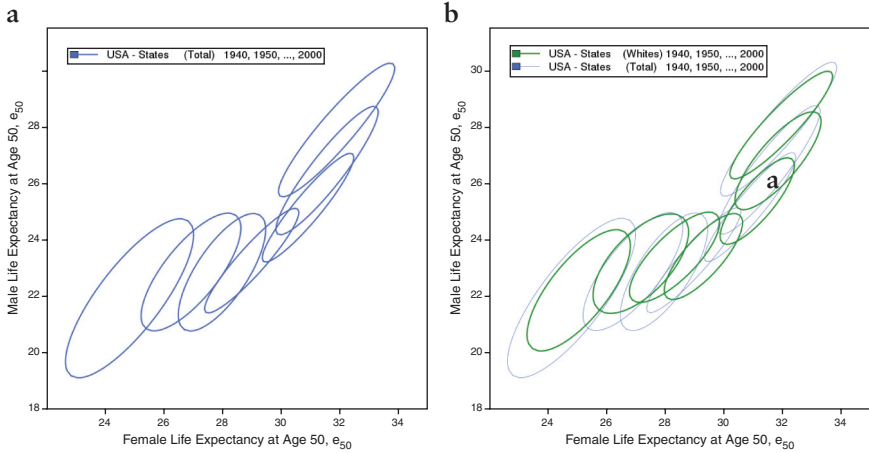 a
USA - States (Total) 1940, 1950, ..., 2000
28
26
24
22
20
18
24 26 28 30 32 34
Male Life Expectancy at Age 50, e50
Female Life Expectancy at Age 50, e50
b
USA - States (Whites) 1940, 1950, ..., 2000
USA - States (Total) 1940, 1950, ..., 2000
30
28
26
24
22
20
18
24 26 28 30 32 34
Male Life Expectancy at Age 50, e50
Female Life Expectancy at Age 50, e50
a